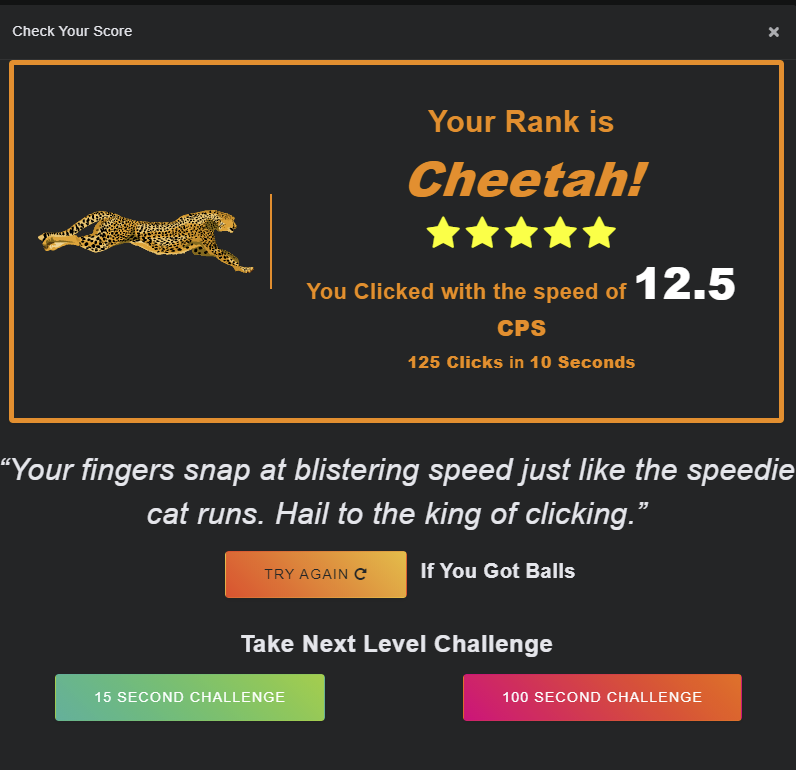 Check Your Score
×
Your Rank is
Cheetah!
You Clicked with the speed of 12.5
CPS
125 Clicks in 10 Seconds
“Your fingers snap at blistering speed just like the speedie
cat runs. Hail to the king of clicking.”
TRY AGAIN
If You Got Balls
Take Next Level Challenge
15 SECOND CHALLENGE
100 SECOND CHALLENGE